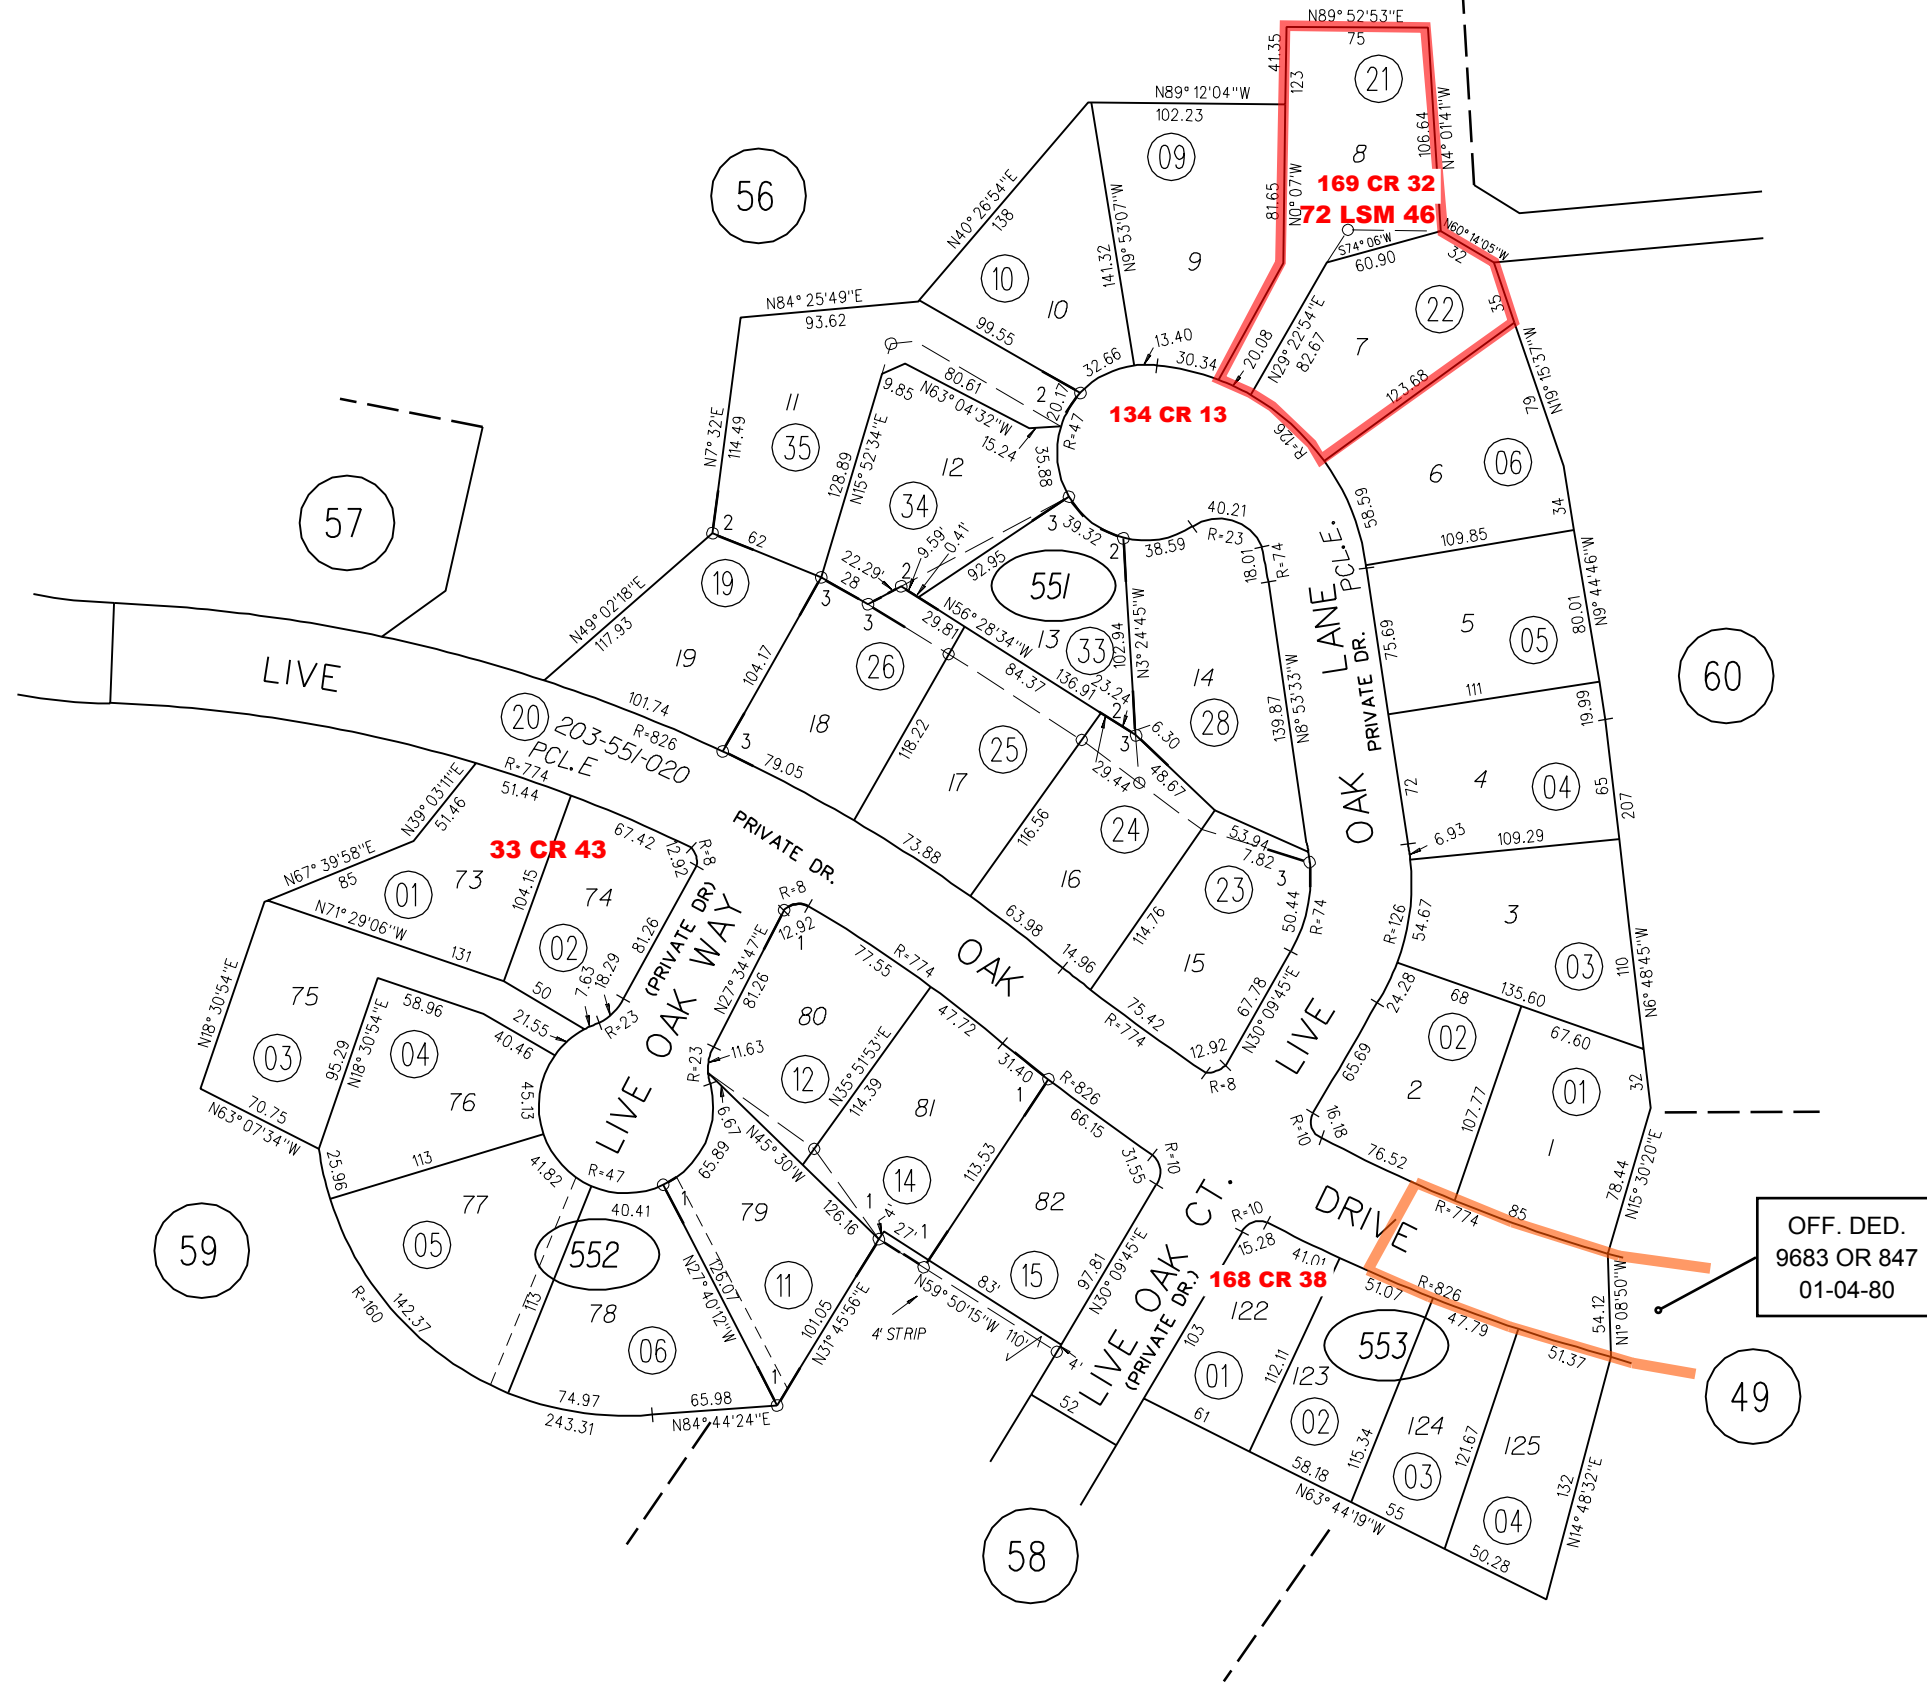 N89°52'53"E
75
41.35
123
21
N89°12'04"W
102.23
09
106.64
N4°01'41"W
8
169 CR 32
72 LSM 46
56
N40°26'54"E
138
N9°53'07"W
141.32
81.65
N0°07'W
9
S74°06'W
60.90
N60°14'05"W
32
35
10
10
22
N84°25'49"E
93.62
99.55
13.40
32.66
30.34
20.08
N29°22'54"E
82.67
7
123.68
N19°15'37"W
79
2
20.17
R=47
134 CR 13
R=126
80.61
9.85
N63°04'32"W
15.24
11
35
N7°32'E
114.49
128.89
N15°52'34"E
12
34
35.88
6
06
34
58.59
57
2
62
9.59'
0.41'
3
39.32
2
38.59
40.21
R=23
18.01
R=74
109.85
22.29'
28
2
92.95
551
3
3
19
N49°02'18"E
117.93
N56°28'34"W
29.81
13
33
102.94
N3°24'45"W
LANE
PCL.E.
PRIVATE DR.
75.69
5
05
80.01
N9°44'46"W
60
LIVE
19
104.17
26
84.37
136.91
23.24
2
3
14
28
139.87
N8°53'33"W
111
19.99
101.74
R=826
20
203-551-020
PCL.E
3
18
118.22
25
17
6.30
48.67
29.44
OAK
72
4
04
65
207
R=774
51.44
79.05
N39°03'11"E
51.46
67.42
12.92
R=8
PRIVATE DR.
73.88
116.56
24
53.94
7.82
3
6.93
109.29
33 CR 43
N67°39'58"E
85
01
73
104.15
74
N71°29'06"W
131
02
81.26
(PRIVATE DR)
WAY
R=8
12.92
1
16
23
50.44
R=74
R=126
54.67
3
03
110
N6°48'45"W
63.98
114.76
14.96
15
OAK
R=774
77.55
N27°34'47"E
81.26
N18°30'54"E
75
03
50
7.63
18.29
R=23
58.96
21.55
40.46
04
95.29
N18°30'54"E
OAK
R=23
11.63
80
12
N35°51'53"E
114.39
47.72
31.40
75.42
R=774
67.78
N30°09'45"E
LIVE
12.92
R=8
24.28
68
135.60
67.60
02
65.69
2
107.77
01
32
70.75
N63°07'34"W
76
45.13
LIVE
6.67
N45°30'W
65.89
81
1
R=826
66.15
16.18
R=10
25.96
113
41.82
R=47
77
05
40.41
1
79
126.16
14
113.53
31.55
R=10
76.52
1
N15°30'20"E
78.44
59
552
1
4'
27'
1
82
CT.
DRIVE
R=774
85
OFF. DED.
9683 OR 847
01-04-80
R=10
15.28
41.01
168 CR 38
142.37
R=160
113
78
06
126.07
N27°40'12"W
11
101.05
N31°45'56"E
4' STRIP
83'
N59°50'15"W
110'
4'
15
97.81
N30°09'45"E
OAK
LIVE
(PRIVATE DR.)
103
122
51.07
R=826
47.79
51.37
54.12
N1°08'50"W
74.97
243.31
65.98
N84°44'24"E
1
52
61
01
112.11
123
02
553
115.34
124
03
121.67
125
04
132
N14°48'32"E
49
58.18
N63°44'19"W
55
50.28
58